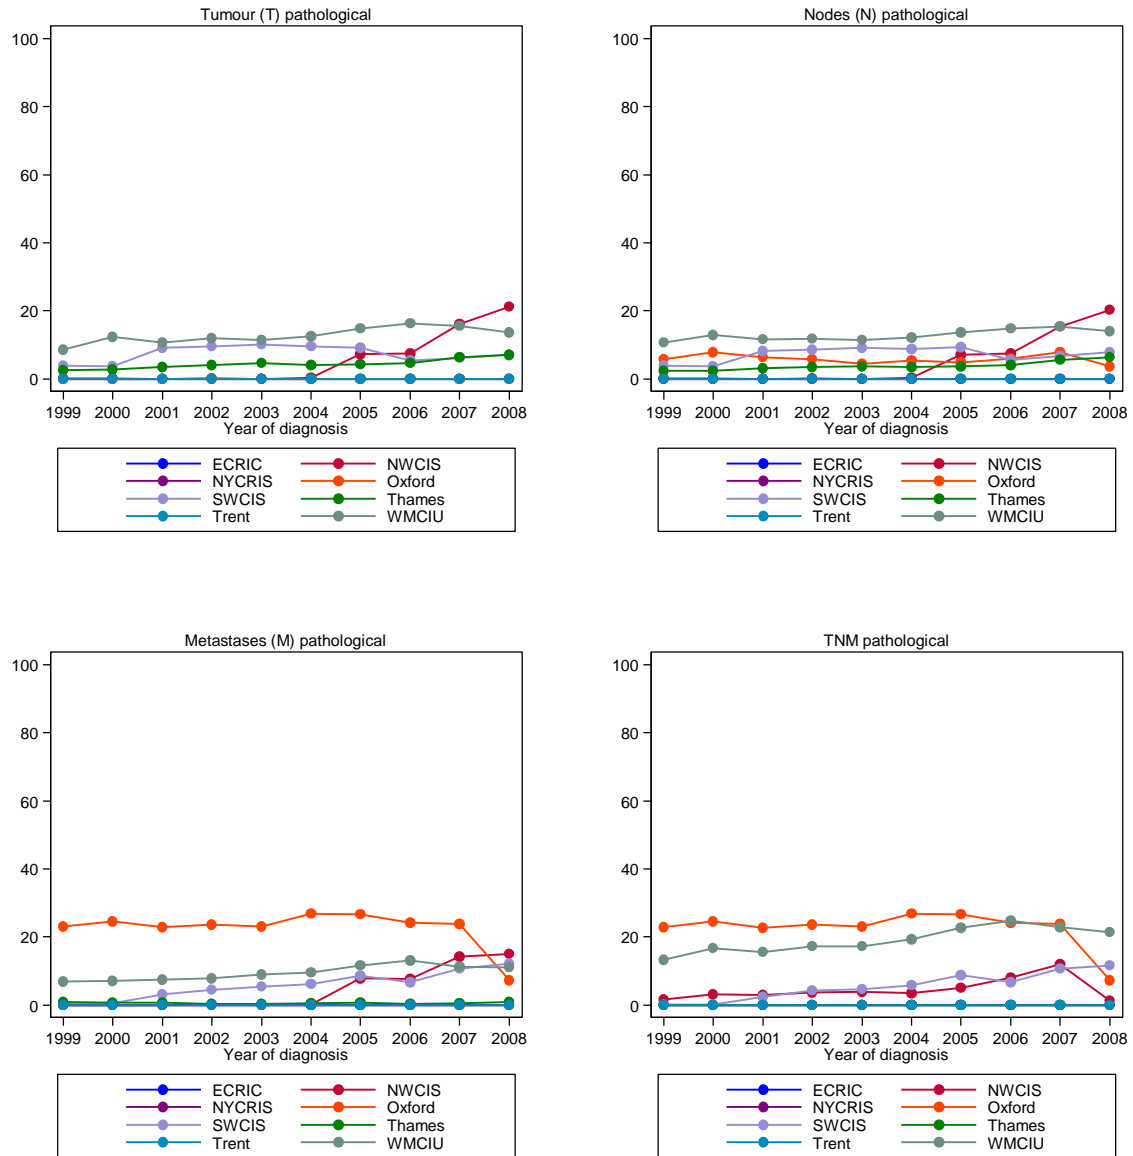 Tumour (T) pathological
100
80
60
40
20
0
1999 2000 2001 2002 2003 2004 2005 2006 2007 2008
Year of diagnosis
ECRIC NWCIS
NYCRIS Oxford
SWCIS Thames
Trent WMCIU
Nodes (N) pathological
100
80
60
40
20
0
1999 2000 2001 2002 2003 2004 2005 2006 2007 2008
Year of diagnosis
ECRIC NWCIS
NYCRIS Oxford
SWCIS Thames
Trent WMCIU
Metastases (M) pathological
100
80
60
40
20
0
1999 2000 2001 2002 2003 2004 2005 2006 2007 2008
Year of diagnosis
ECRIC NWCIS
NYCRIS Oxford
SWCIS Thames
Trent WMCIU
TNM pathological
100
80
60
40
20
0
1999 2000 2001 2002 2003 2004 2005 2006 2007 2008
Year of diagnosis
ECRIC NWCIS
NYCRIS Oxford
SWCIS Thames
Trent WMCIU